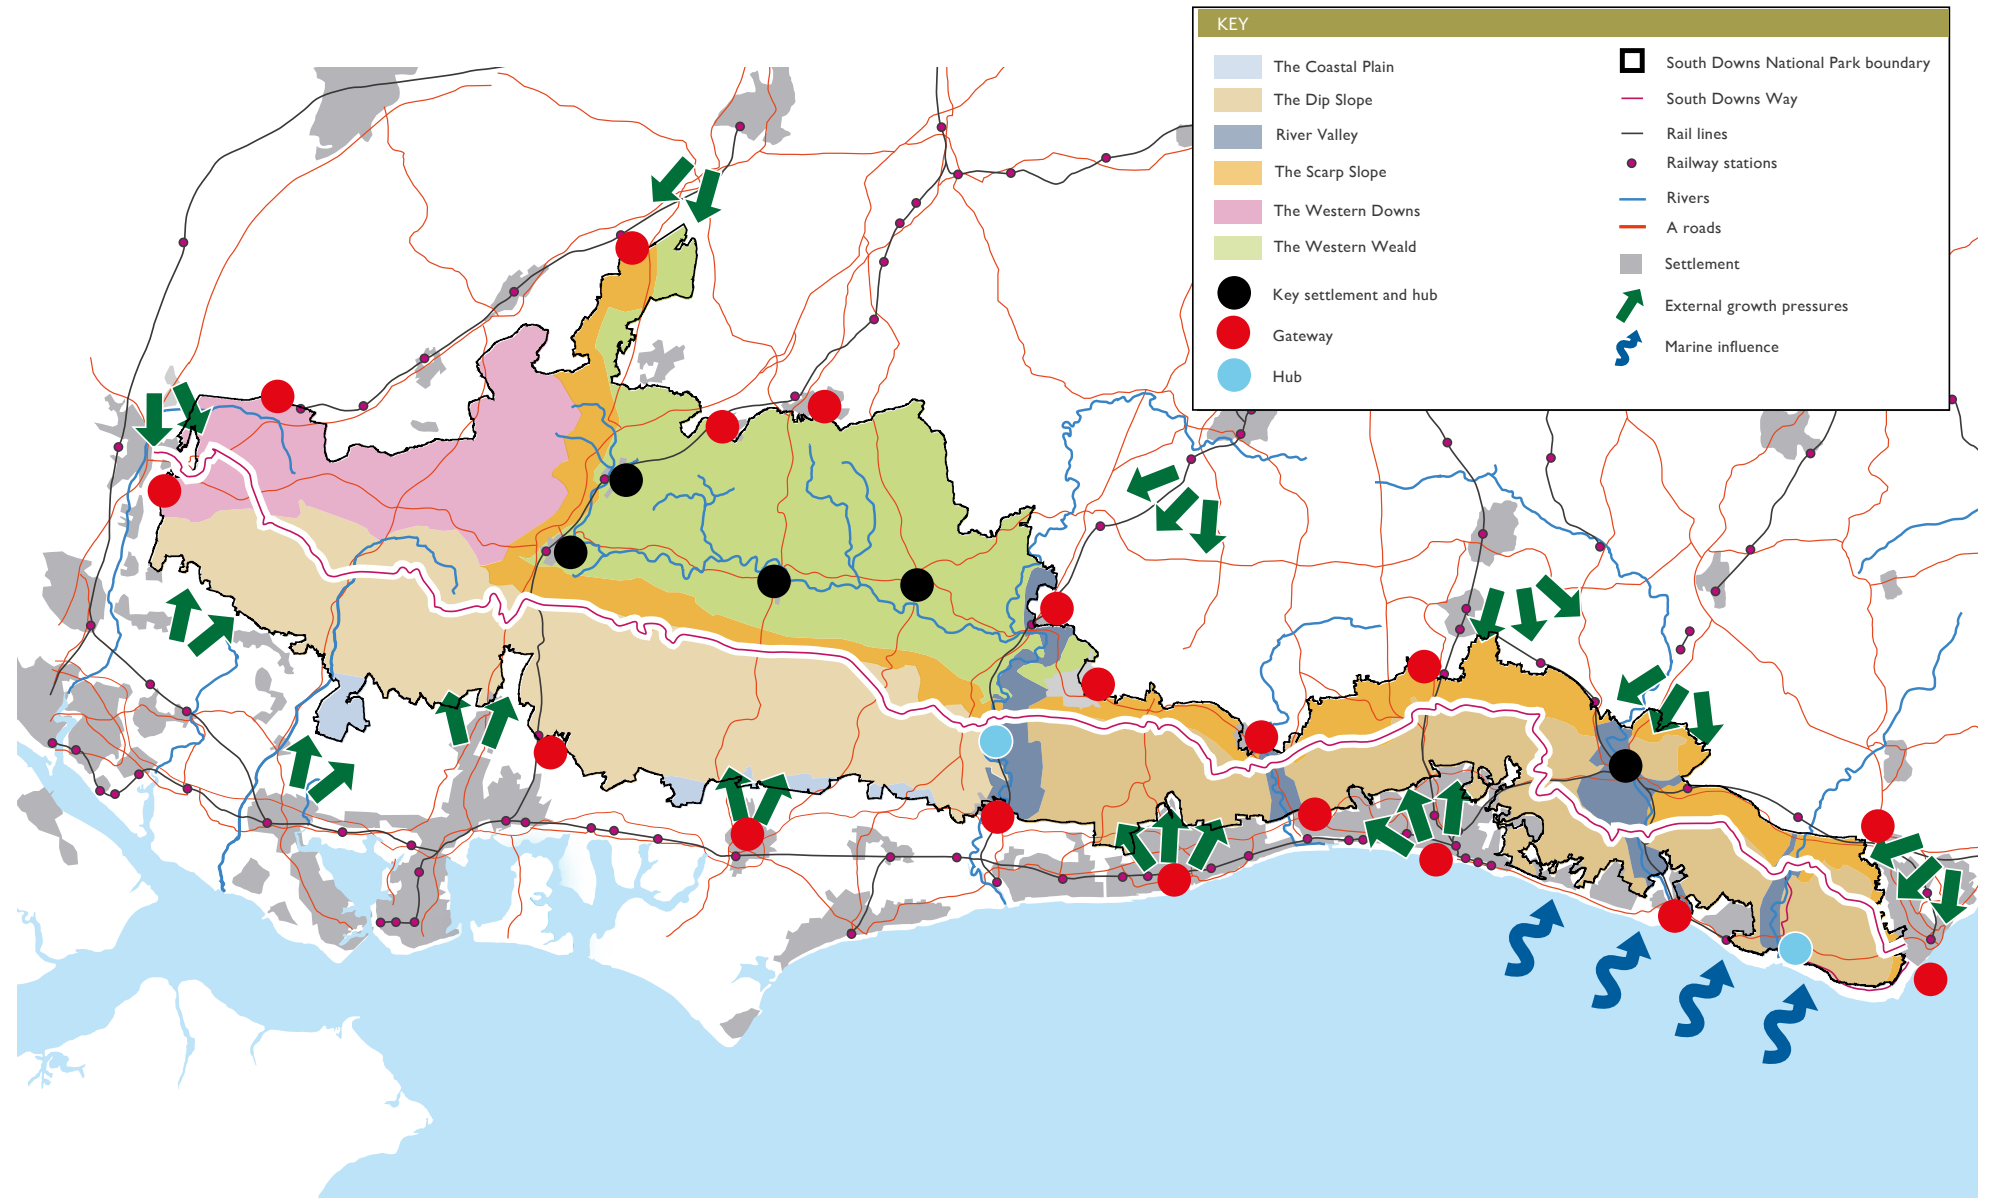 KEY
The Coastal Plain
The Dip Slope
River Valley
The Scarp Slope
The Western Downs
The Western Weald
Key settlement and hub
Gateway
Hub
South Downs National Park boundary
South Downs Way
Rail lines
Railway stations
Rivers
A roads
Settlement
External growth pressures
Marine influence